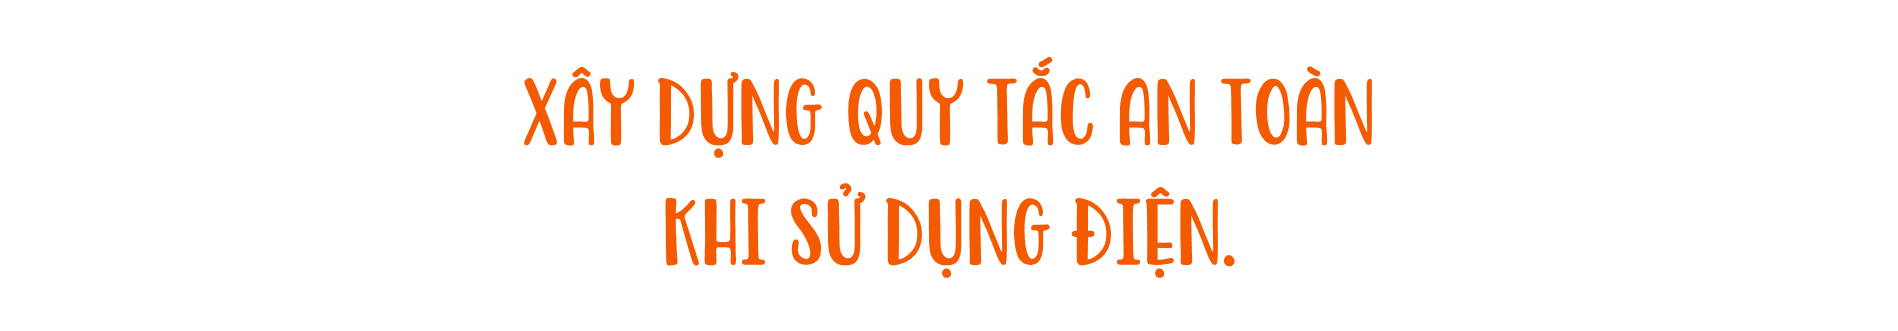 XÂY DỰNG QUY TẮC AN TOÀN
KHI SỬ DỤNG ĐIỆN.